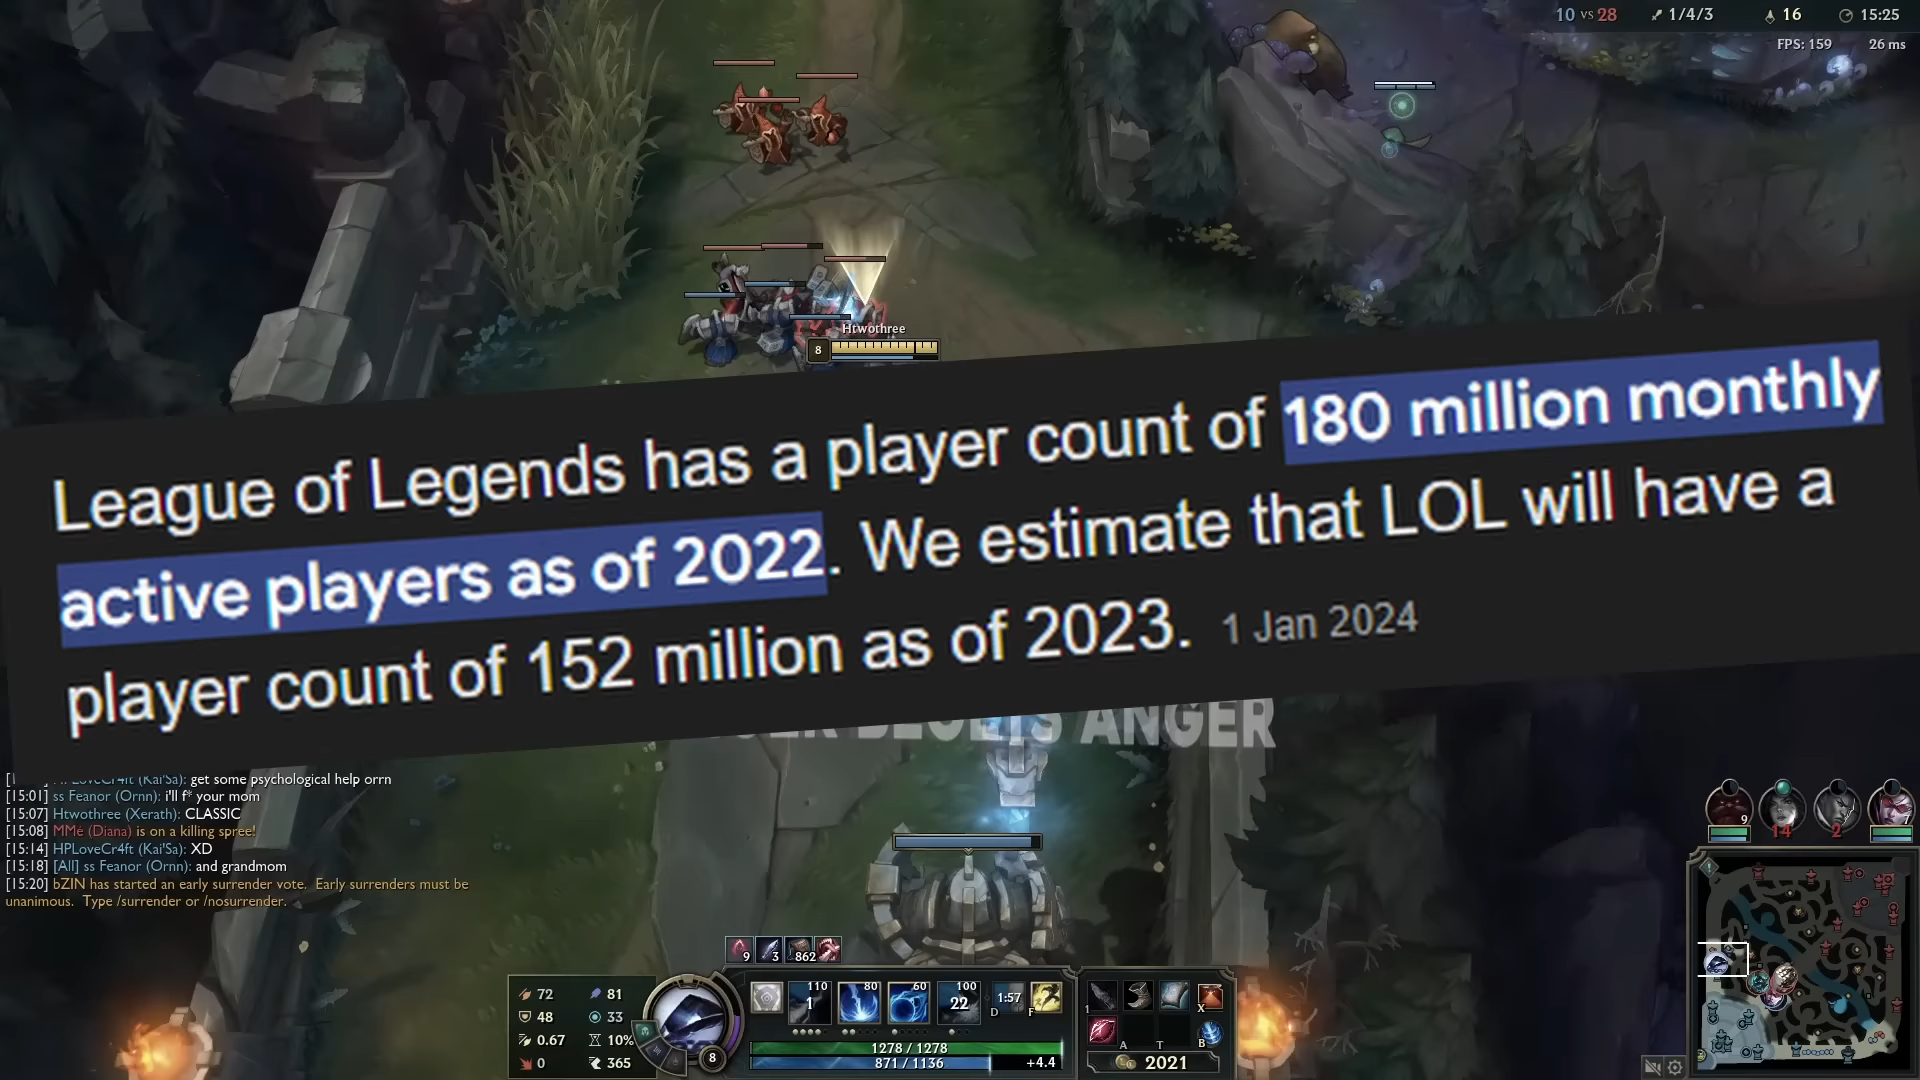 10 vs 28 1/4/3 16 15:25
FPS: 159 26 ms
Htwothree
8
League of Legends has a player count of 180 million monthly
active players as of 2022. We estimate that LOL will have a
player count of 152 million as of 2023. 1 Jan 2024
ANGER
(Kai'Sa): get some psychological help orrn
[15:01] ss Feanor (Ornn): i'll f* your mom
[15:07] Htwothree (Xerath): CLASSIC
[15:08] MMé (Diana) is on a killing spree!
[15:14] HPLoveCr4ft (Kai'Sa): XD
[15:18] [All] ss Feanor (Ornn): and grandmom
[15:20] bZIN has started an early surrender vote. Early surrenders must be
unanimous. Type /surrender or /nosurrender.
9 14 2 7
9 3 862
72 81
48 33
0.67 10%
0 365
8
110 80 60 100
1 22 1:57
D F
1 X
A T B
1278 / 1278
871 / 1136 +4.4
2021